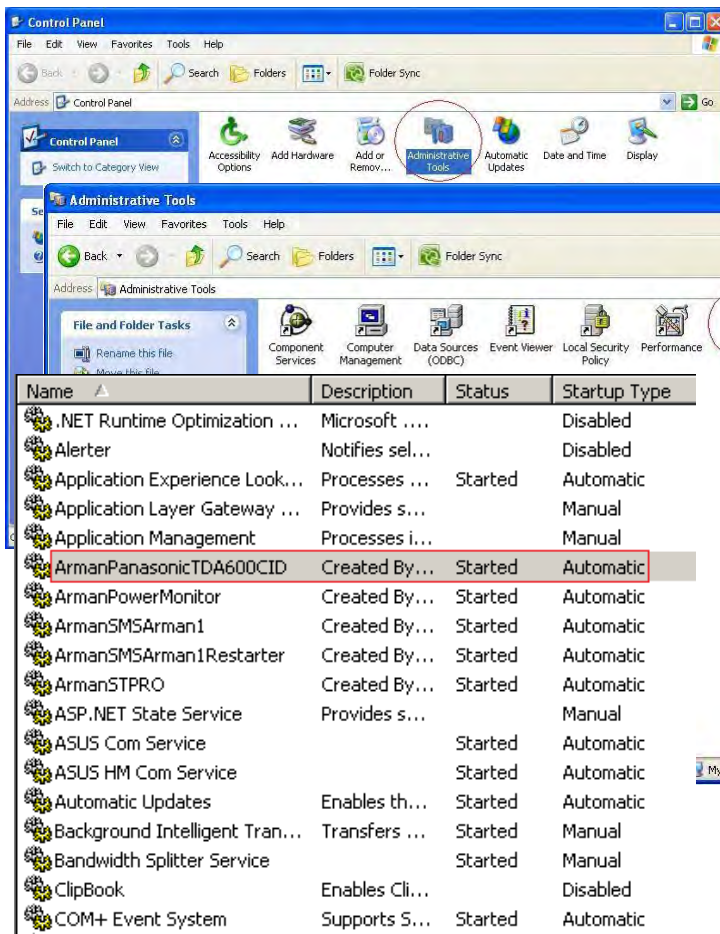 Control Panel
File Edit View Favorites Tools Help
Back Search Folders Folder Sync
Address Control Panel Go
Control Panel
Switch to Category View
Accessibility Options
Add Hardware
Add or Remov...
Administrative Tools
Automatic Updates
Date and Time
Display
Se
Administrative Tools
File Edit View Favorites Tools Help
Back Search Folders Folder Sync
Address Administrative Tools
File and Folder Tasks
Rename this file
Move this file
Component Services
Computer Management
Data Sources (ODBC)
Event Viewer
Local Security Policy
Performance
Name Description Status Startup Type
.NET Runtime Optimization ... Microsoft .... Disabled
Alerter Notifies sel... Disabled
Application Experience Look... Processes ... Started Automatic
Application Layer Gateway ... Provides s... Manual
Application Management Processes i... Manual
ArmanPanasonicTDA600CID Created By... Started Automatic
ArmanPowerMonitor Created By... Started Automatic
ArmanSMSArman1 Created By... Started Automatic
ArmanSMSArman1Restarter Created By... Started Automatic
ArmanSTPRO Created By... Started Automatic
ASP.NET State Service Provides s... Manual
ASUS Com Service Started Automatic
ASUS HM Com Service Started Automatic
My
Automatic Updates Enables th... Started Automatic
Background Intelligent Tran... Transfers ... Started Manual
Bandwidth Splitter Service Started Manual
ClipBook Enables Cli... Disabled
COM+ Event System Supports S... Started Automatic